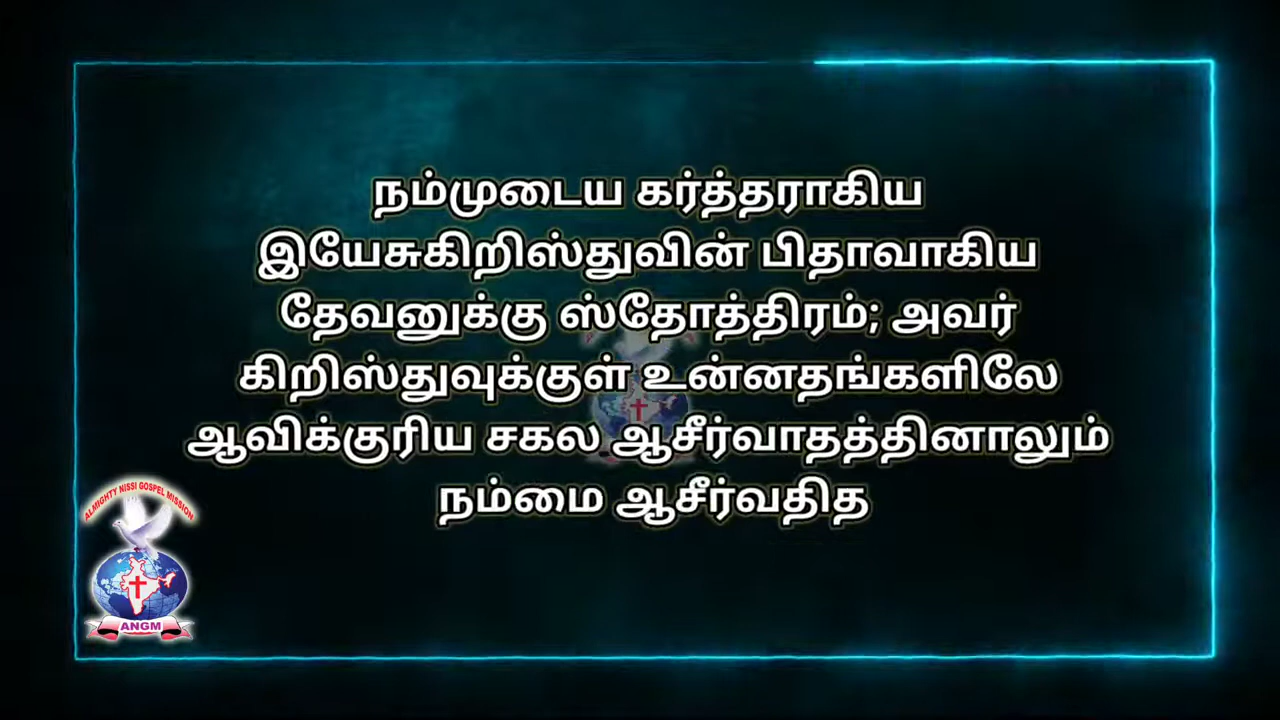 நம்முடைய கர்த்தராகிய
இயேசுகிறிஸ்துவின் பிதாவாகிய
தேவனுக்கு ஸ்தோத்திரம்; அவர்
கிறிஸ்துவுக்குள் உன்னதங்களிலே
ஆவிக்குரிய சகல ஆசீர்வாதத்தினாலும்
நம்மை ஆசீர்வதித
ALMIGHTY NISSI GOSPEL MISSION
ANGM